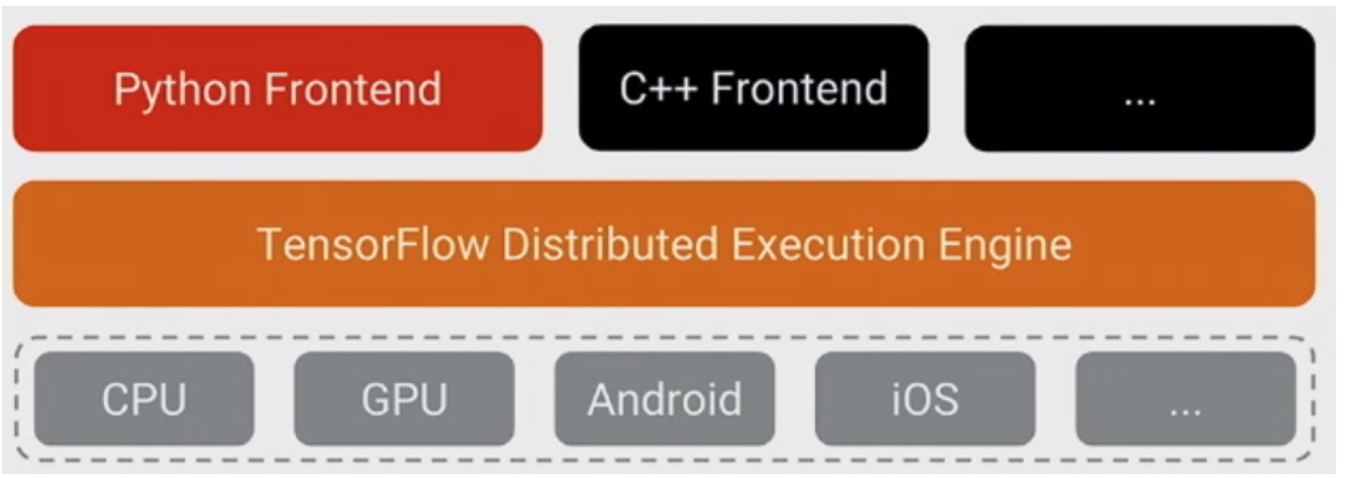 Python Frontend
C++ Frontend
...
TensorFlow Distributed Execution Engine
CPU
GPU
Android
iOS
...